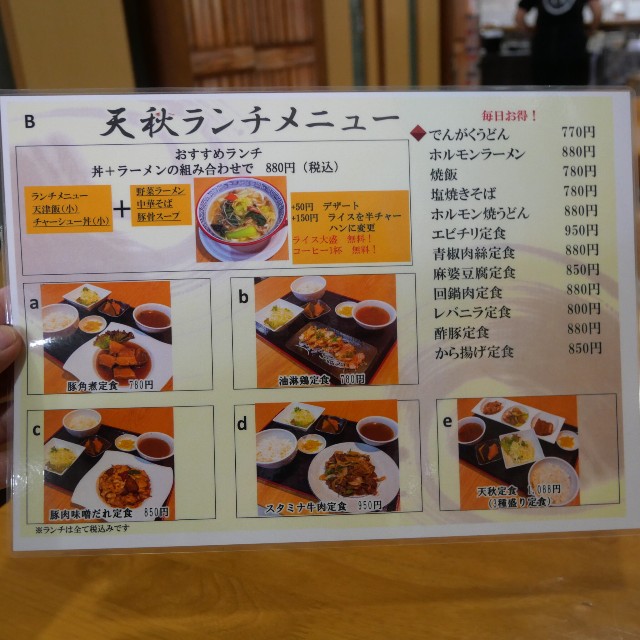 B
天秋ランチメニュー
おすすめランチ
丼＋ラーメンの組み合わせで 880円（税込）
ランチメニュー
天津飯(小)
チャーシュー丼(小)
＋
野菜ラーメン
中華そば
豚骨スープ
+50円 デザート
+150円 ライスを半チャー
ハンに変更
ライス大盛 無料！
コーヒー1杯 無料！
毎日お得！
でんがくうどん 770円
ホルモンラーメン 880円
焼飯 780円
塩焼きそば 780円
ホルモン焼うどん 880円
エビチリ定食 950円
青椒肉絲定食 880円
麻婆豆腐定食 850円
回鍋肉定食 880円
レバニラ定食 800円
酢豚定食 880円
から揚げ定食 850円
a
豚角煮定食 780円
b
油淋鶏定食 780円
c
豚肉味噌だれ定食 850円
d
スタミナ牛肉定食 950円
e
天秋定食 1,088円
(3種盛り定食)
※ランチは全て税込みです